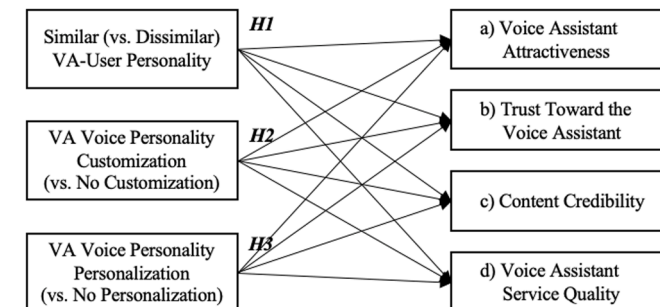 Similar (vs. Dissimilar)
VA-User Personality
H1
a) Voice Assistant
Attractiveness
VA Voice Personality
Customization
(vs. No Customization)
H2
b) Trust Toward the
Voice Assistant
c) Content Credibility
VA Voice Personality
Personalization
(vs. No Personalization)
H3
d) Voice Assistant
Service Quality